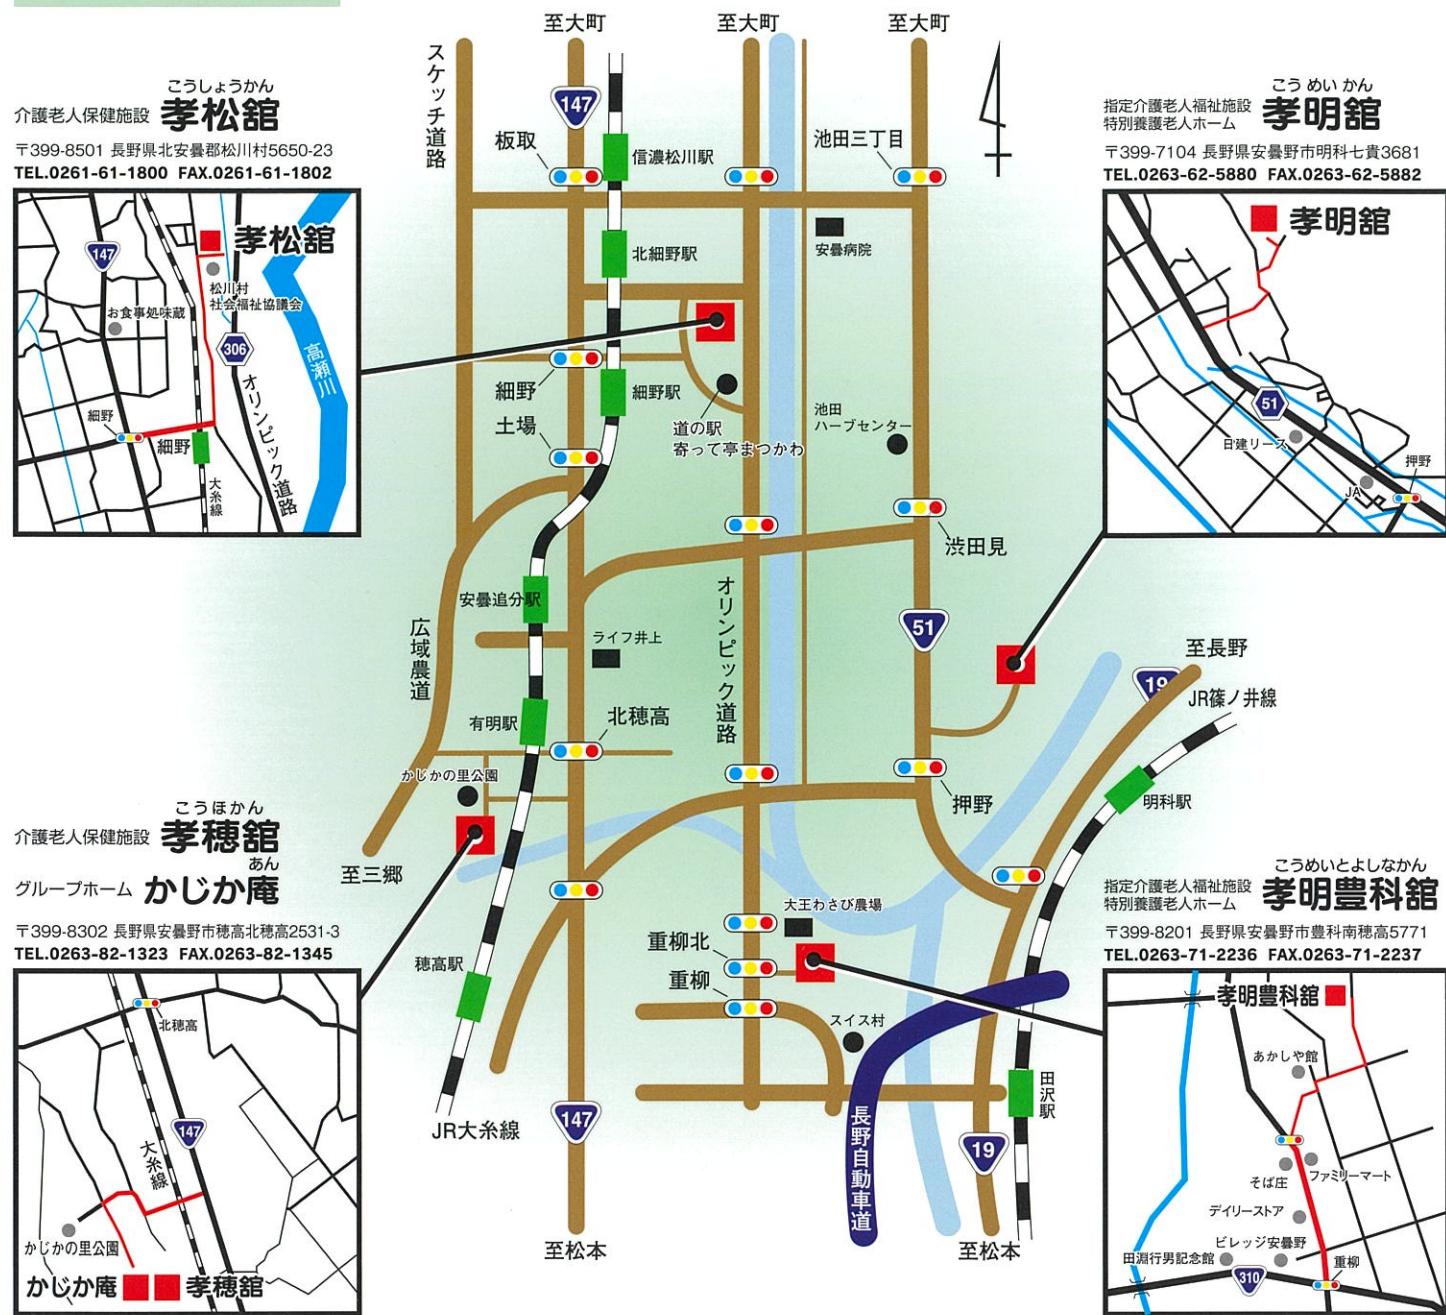 こうしょうかん
介護老人保健施設 孝松舘
〒399-8501 長野県北安曇郡松川村5650-23
TEL.0261-61-1800 FAX.0261-61-1802
147
孝松舘
松川村
社会福祉協議会
お食事処味蔵
306
高瀬川
オリンピック道路
細野
細野
大糸線
こうほかん
介護老人保健施設 孝穂舘
あん
グループホーム かじか庵
〒399-8302 長野県安曇野市穂高北穂高2531-3
TEL.0263-82-1323 FAX.0263-82-1345
北穂高
147
大糸線
かじかの里公園
かじか庵 孝穂舘
至大町
至大町
至大町
スケッチ道路
147
板取
信濃松川駅
池田三丁目
北細野駅
安曇病院
細野
細野駅
土場
道の駅
寄って亭まつかわ
池田
ハーブセンター
渋田見
安曇追分駅
オリンピック道路
広域農道
ライフ井上
51
至長野
19
JR篠ノ井線
有明駅
北穂高
かじかの里公園
押野
明科駅
至三郷
大王わさび農場
重柳北
穂高駅
重柳
スイス村
田沢駅
JR大糸線
147
長野自動車道
19
至松本
至松本
こうめいかん
指定介護老人福祉施設
特別養護老人ホーム 孝明舘
〒399-7104 長野県安曇野市明科七貴3681
TEL.0263-62-5880 FAX.0263-62-5882
孝明舘
51
日建リース
押野
JA
こうめいとよしなかん
指定介護老人福祉施設
特別養護老人ホーム 孝明豊科舘
〒399-8201 長野県安曇野市豊科南穂高5771
TEL.0263-71-2236 FAX.0263-71-2237
孝明豊科舘
あかしや館
そば庄
ファミリーマート
デイリーストア
ビレッジ安曇野
田淵行男記念館
重柳
310